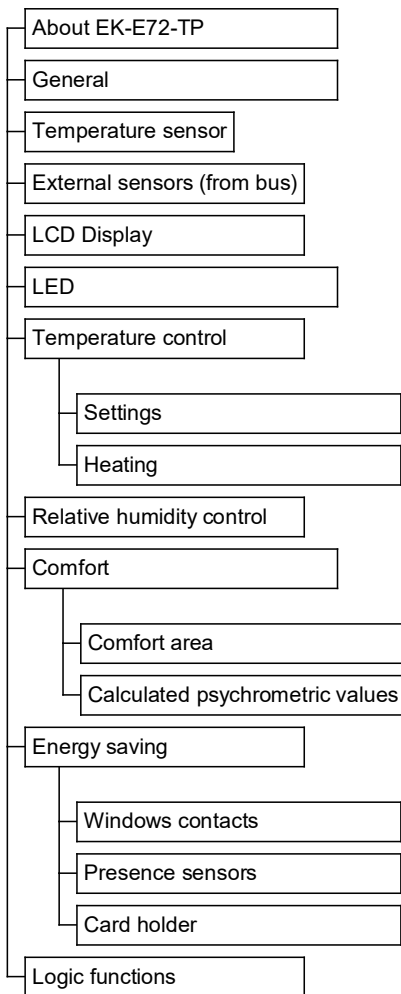 About EK-E72-TP
General
Temperature sensor
External sensors (from bus)
LCD Display
LED
Temperature control
Settings
Heating
Relative humidity control
Comfort
Comfort area
Calculated psychrometric values
Energy saving
Windows contacts
Presence sensors
Card holder
Logic functions